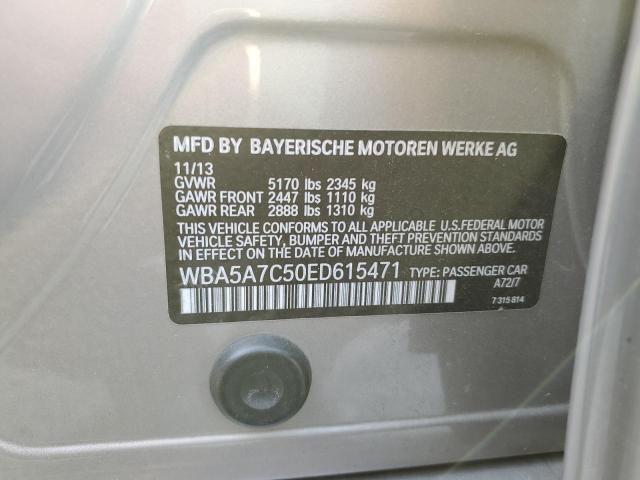 MFD BY BAYERISCHE MOTOREN WERKE AG
11/13
GVWR 5170 lbs 2345 kg
GAWR FRONT 2447 lbs 1110 kg
GAWR REAR 2888 lbs 1310 kg
THIS VEHICLE CONFORMS TO ALL APPLICABLE U.S.FEDERAL MOTOR
VEHICLE SAFETY, BUMPER AND THEFT PREVENTION STANDARDS
IN EFFECT ON THE DATE OF MANUFACTURE SHOWN ABOVE.
WBA5A7C50ED615471 TYPE: PASSENGER CAR
A72/7
7 315 814